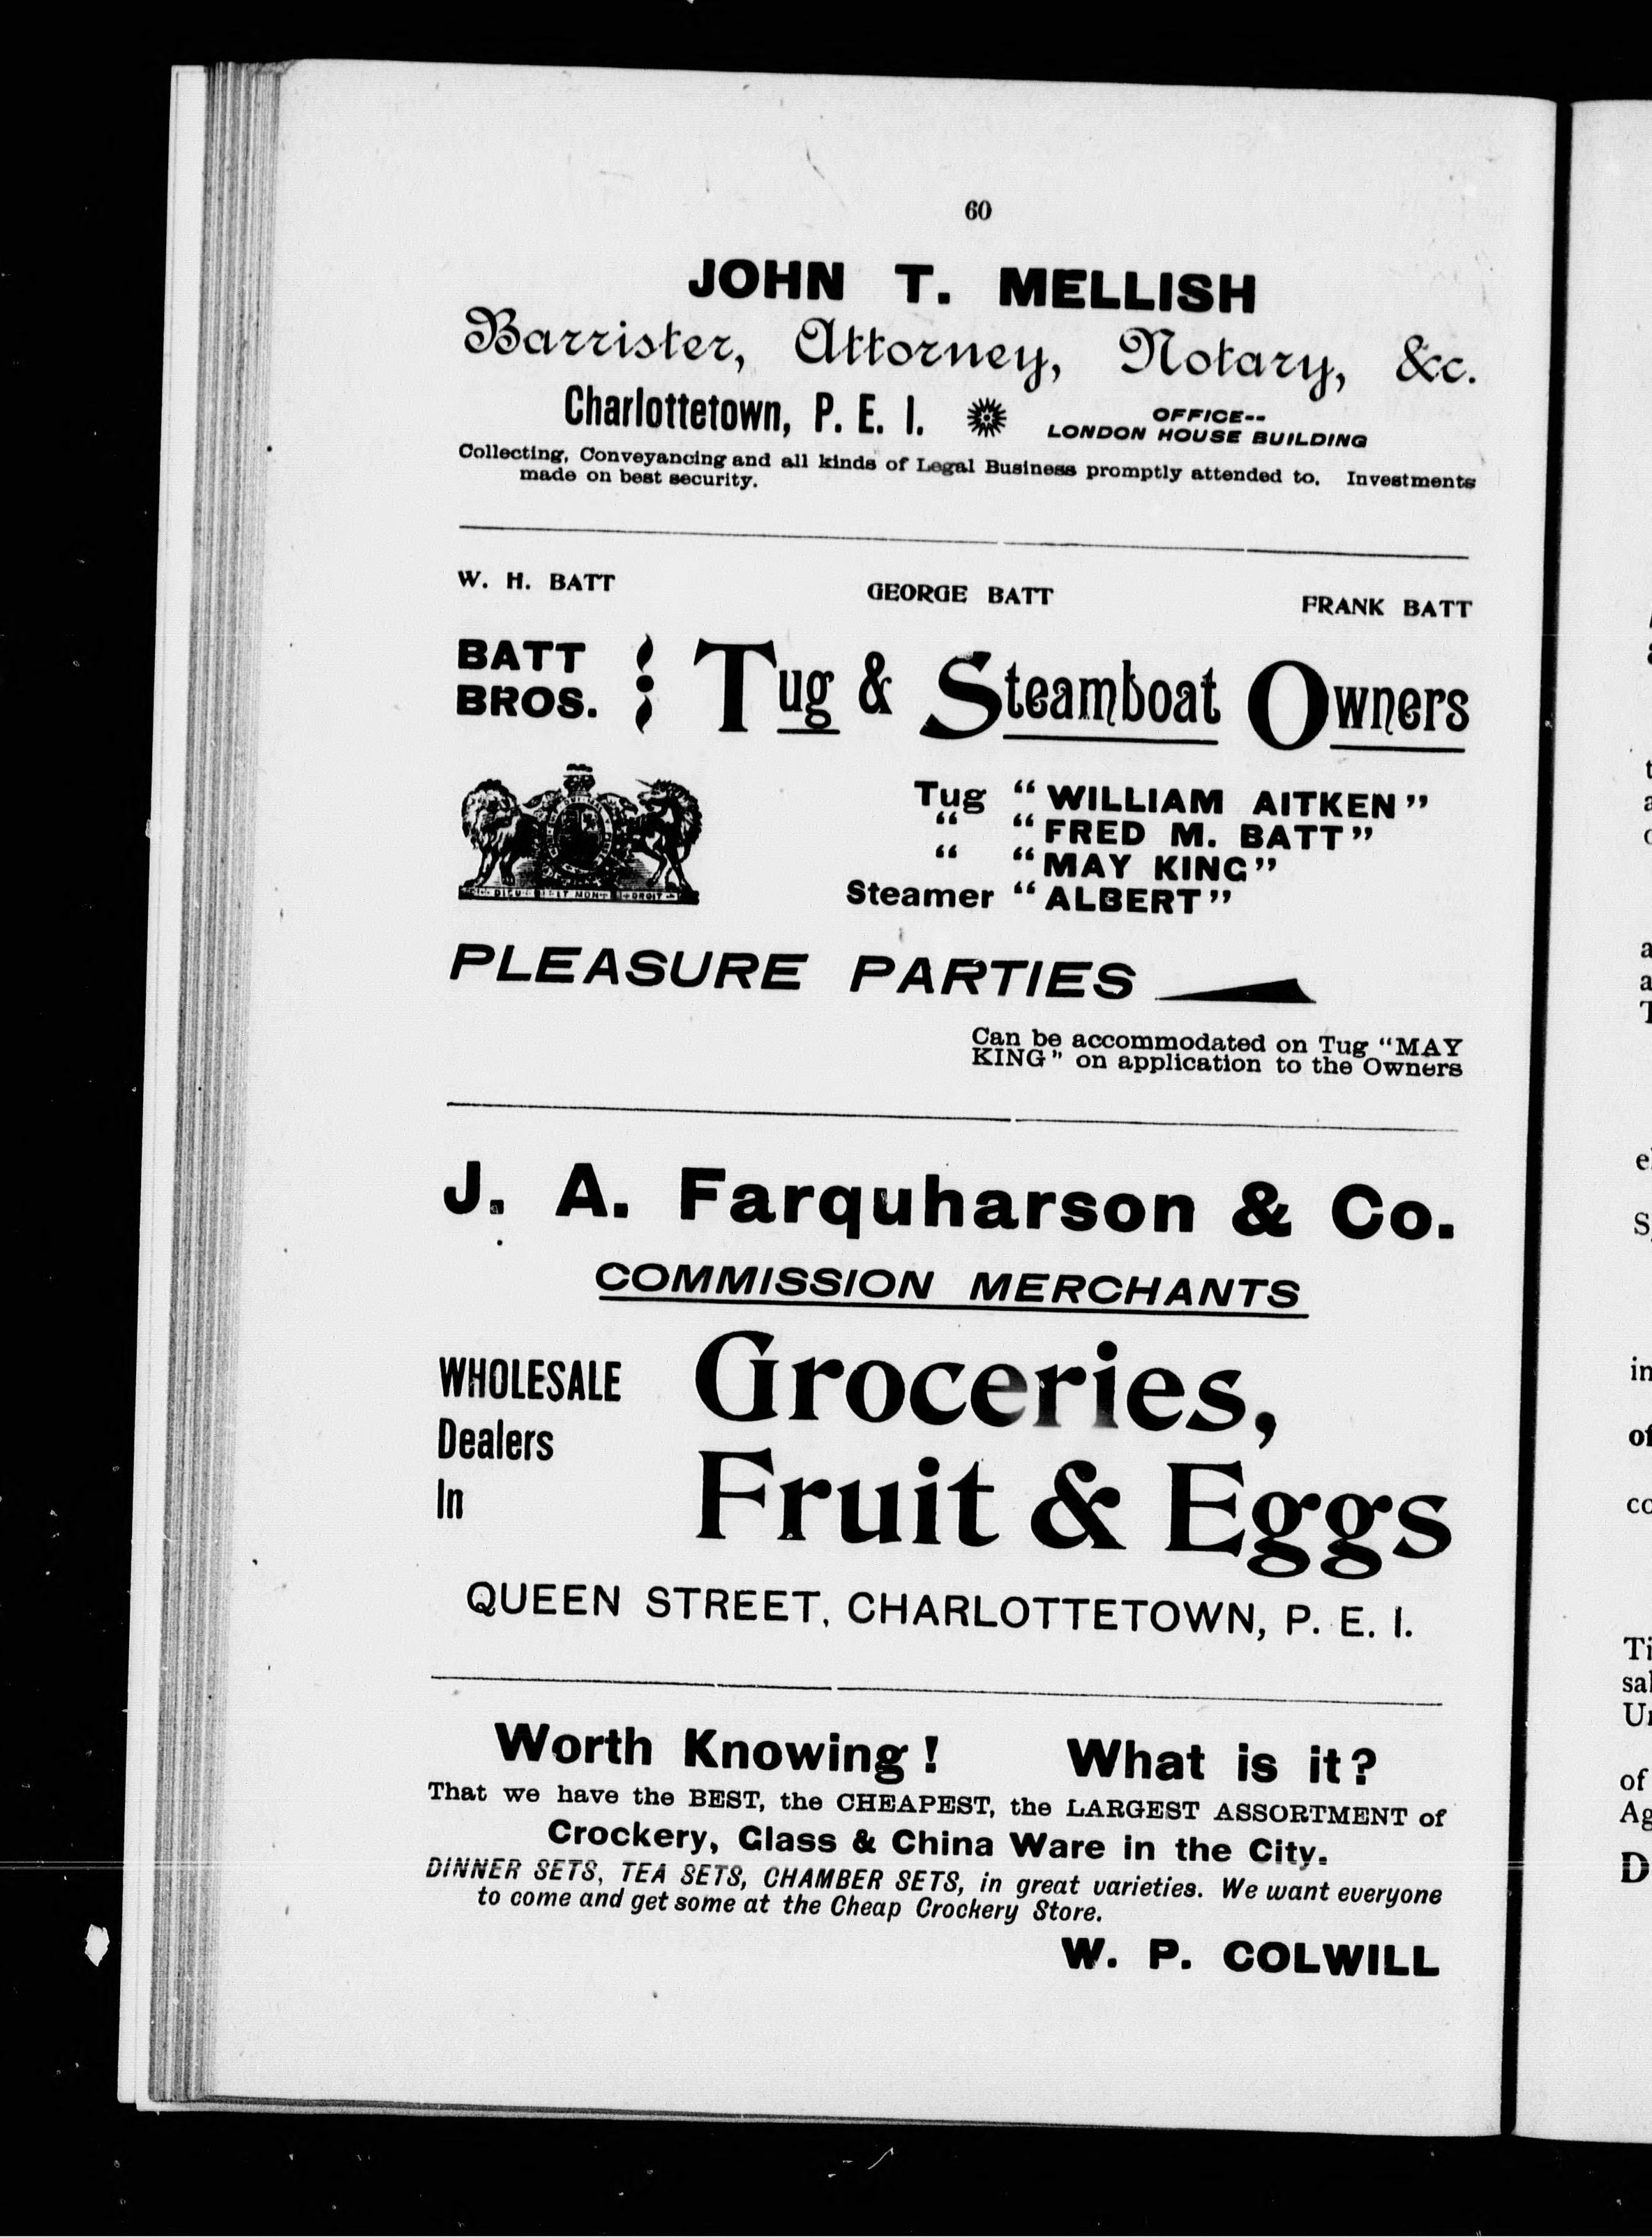 60
JOHN T. MELLISH
Barrister, Attorney, Notary, &c.
Charlottetown, P. E. I.
OFFICE--
LONDON HOUSE BUILDING
Collecting, Conveyancing and all kinds of Legal Business promptly attended to. Investments
made on best security.
W. H. BATT GEORGE BATT FRANK BATT
BATT
BROS.
Tug & Steamboat Owners
Tug “WILLIAM AITKEN”
“ “FRED M. BATT”
“ “MAY KING”
Steamer “ALBERT”
DIEU ET MON DROIT
PLEASURE PARTIES
Can be accommodated on Tug “MAY
KING” on application to the Owners
J. A. Farquharson & Co.
COMMISSION MERCHANTS
WHOLESALE
Dealers
In
Groceries,
Fruit & Eggs
QUEEN STREET, CHARLOTTETOWN, P. E. I.
Worth Knowing! What is it?
That we have the BEST, the CHEAPEST, the LARGEST ASSORTMENT of
Crockery, Glass & China Ware in the City.
DINNER SETS, TEA SETS, CHAMBER SETS, in great varieties. We want everyone
to come and get some at the Cheap Crockery Store.
W. P. COLWILL